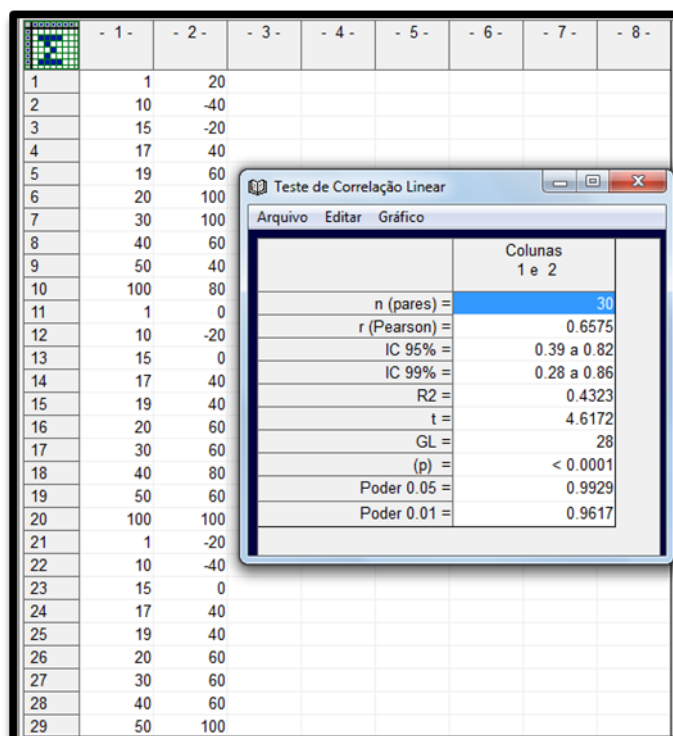 - 1 - - 2 - - 3 - - 4 - - 5 - - 6 - - 7 - - 8 -
1 1 20
2 10 -40
3 15 -20
4 17 40
5 19 60
6 20 100
7 30 100
8 40 60
9 50 40
10 100 80
11 1 0
12 10 -20
13 15 0
14 17 40
15 19 40
16 20 60
17 30 60
18 40 80
19 50 60
20 100 100
21 1 -20
22 10 -40
23 15 0
24 17 40
25 19 40
26 20 60
27 30 60
28 40 60
29 50 100
Teste de Correlação Linear
Arquivo Editar Gráfico
Colunas
1 e 2
n (pares) = 30
r (Pearson) = 0.6575
IC 95% = 0.39 a 0.82
IC 99% = 0.28 a 0.86
R2 = 0.4323
t = 4.6172
GL = 28
(p) = < 0.0001
Poder 0.05 = 0.9929
Poder 0.01 = 0.9617